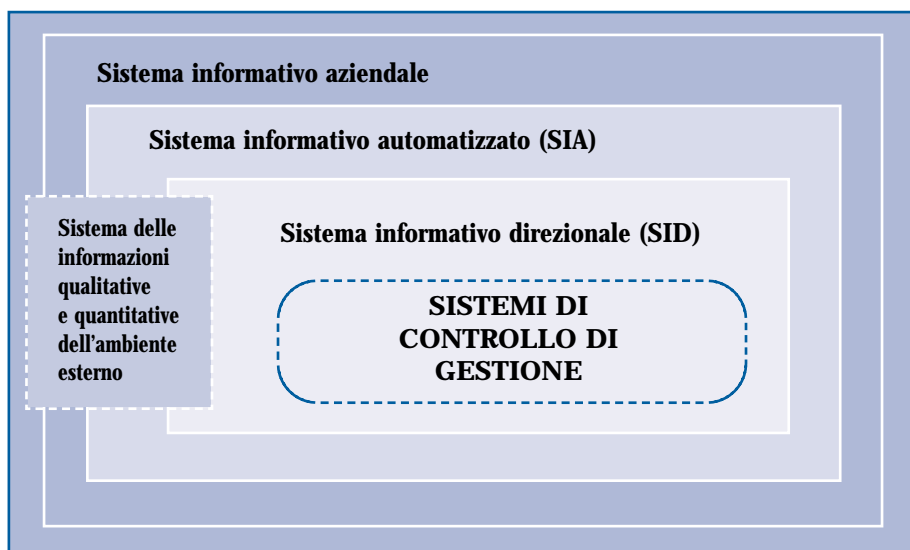 Sistema informativo aziendale
Sistema informativo automatizzato (SIA)
Sistema delle
informazioni
qualitative
e quantitative
dell'ambiente
esterno
Sistema informativo direzionale (SID)
SISTEMI DI
CONTROLLO DI
GESTIONE